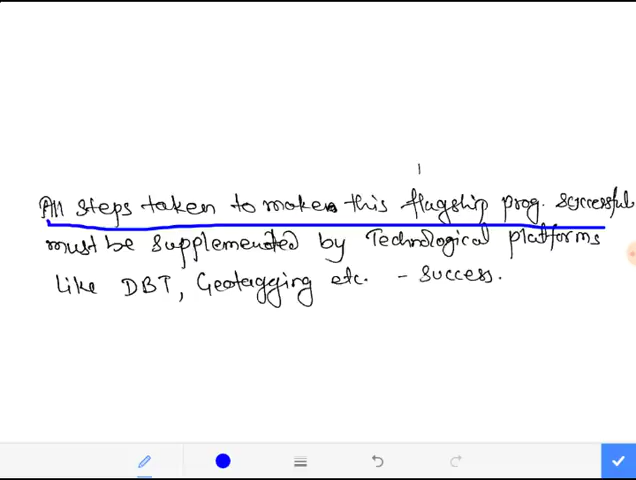 All steps taken to make this flagship prog. successful
must be supplemented by Technological platforms
like DBT, Geotagging etc. - success.